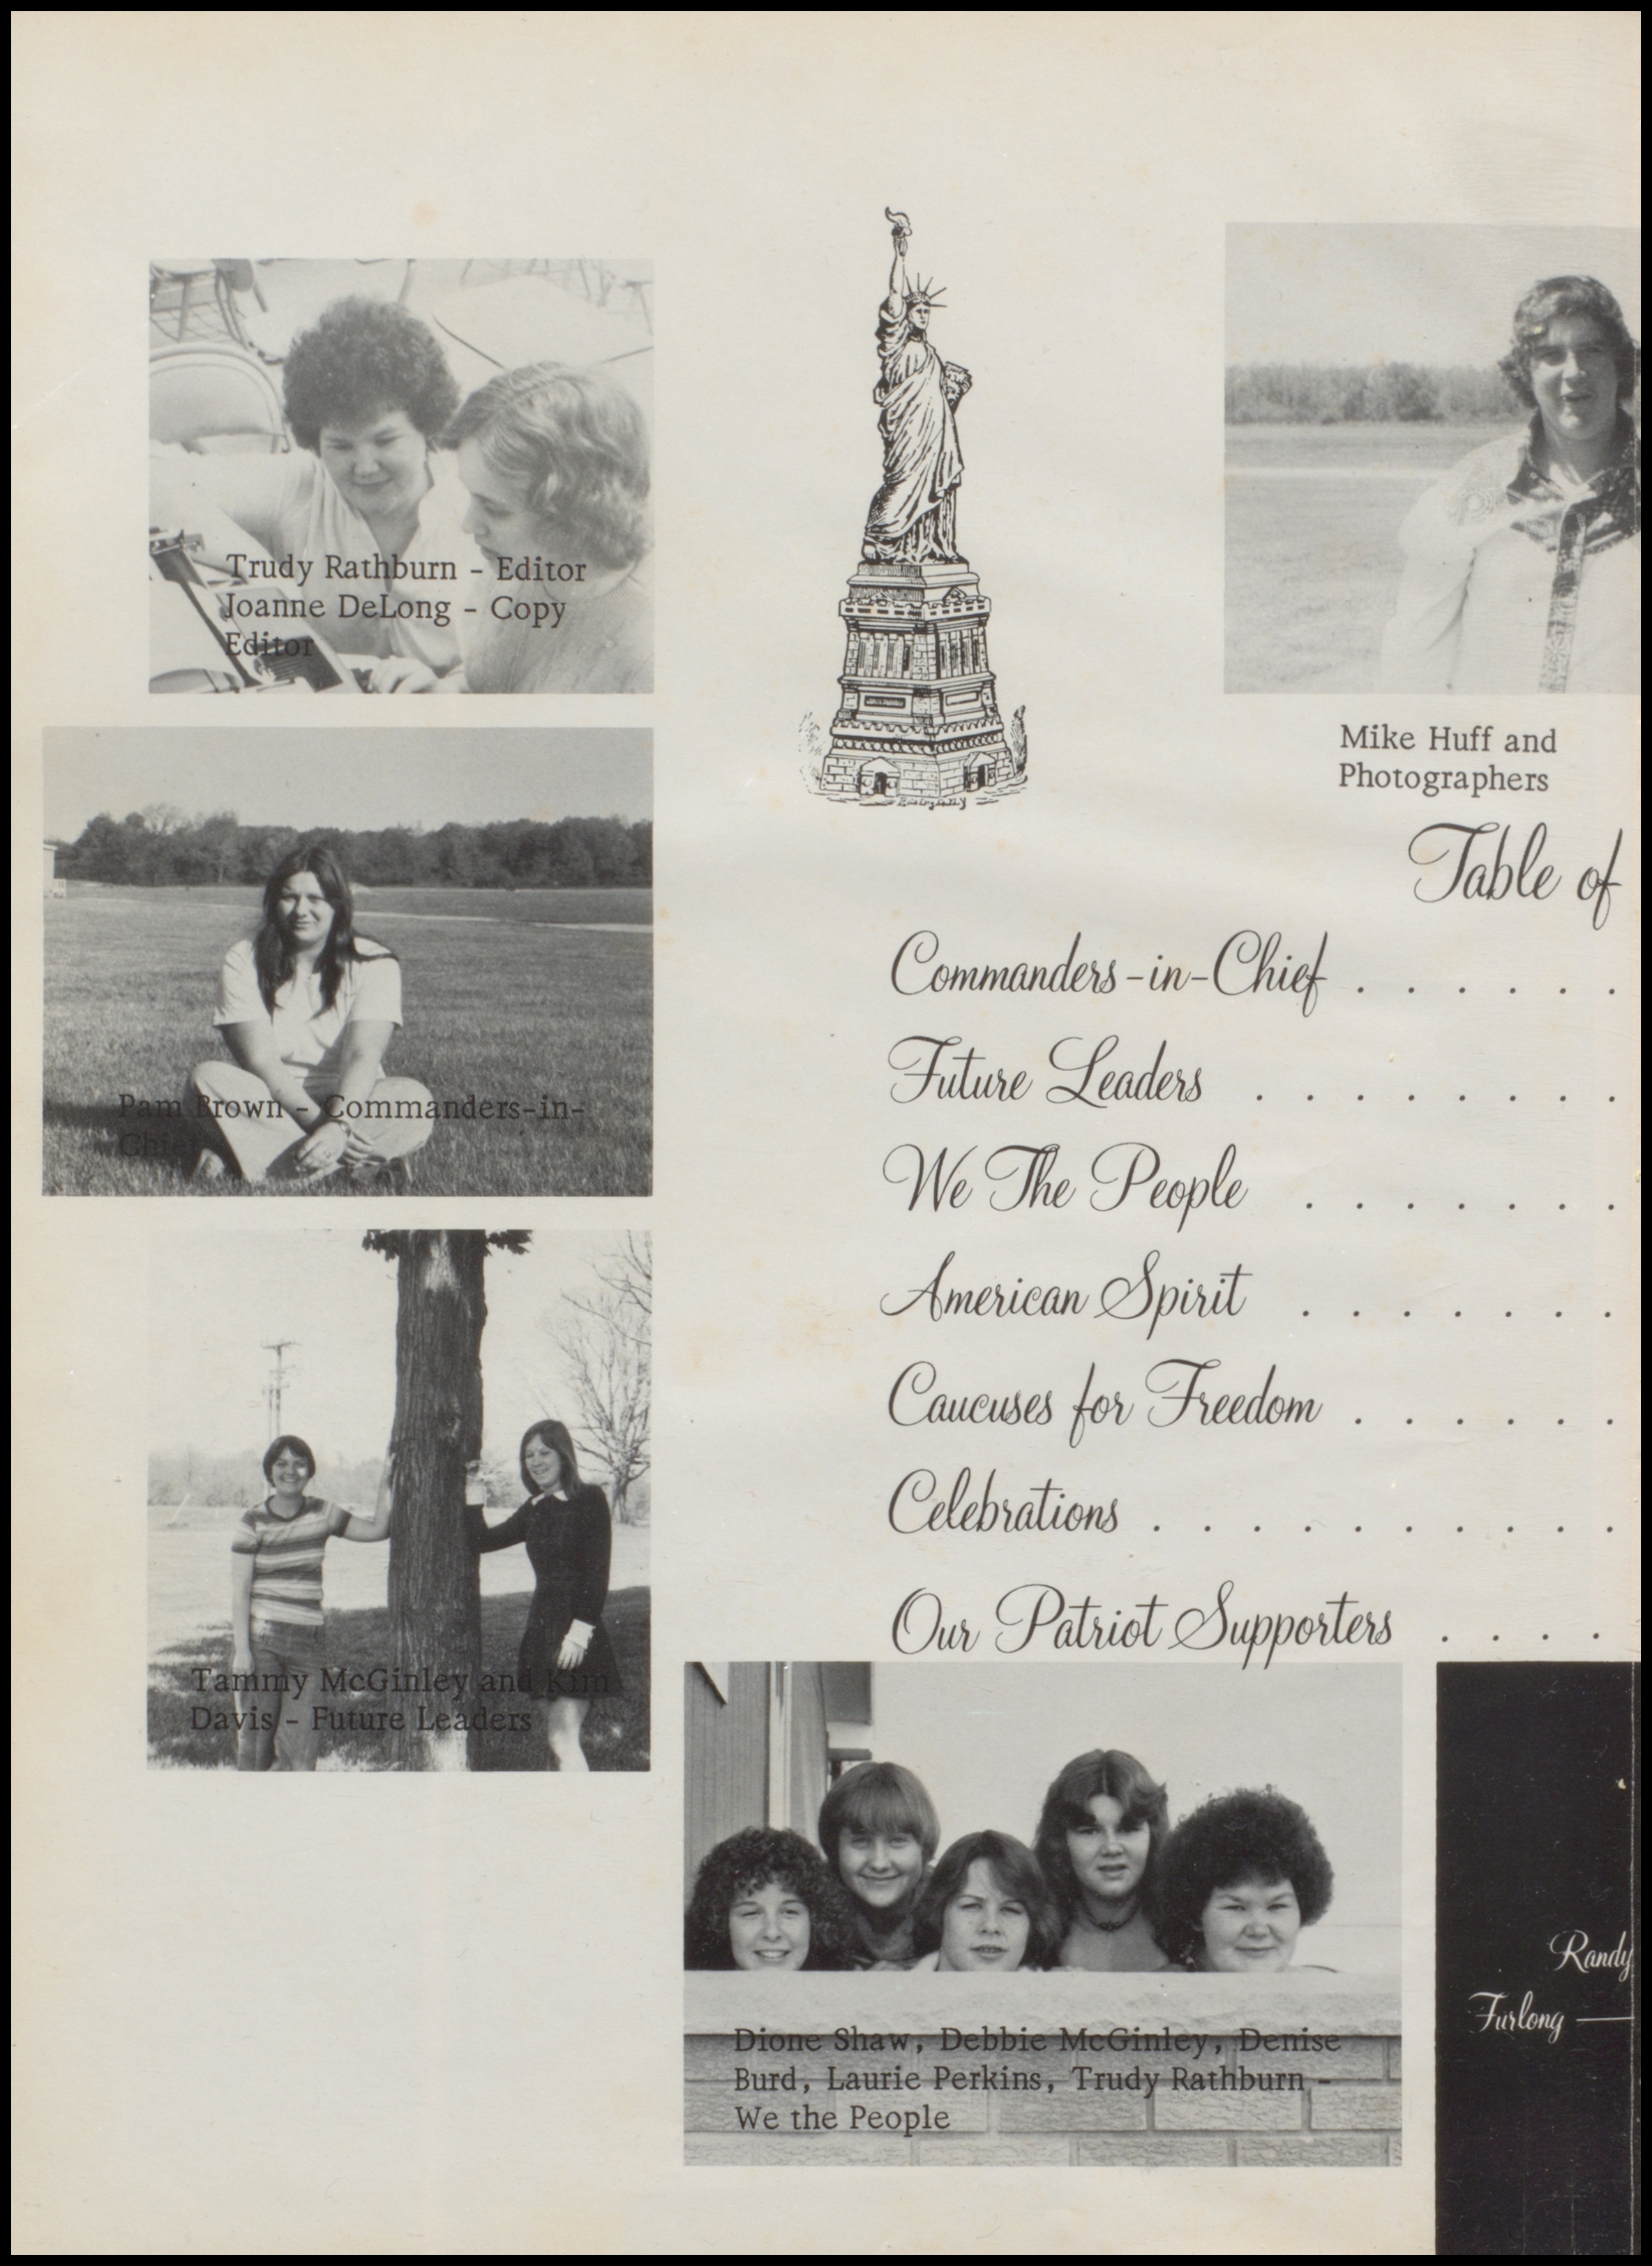 Trudy Rathburn - Editor
Joanne DeLong - Copy
Editor
Mike Huff and
Photographers
Pam Brown - Commanders-in-
Chief
Table of
Commanders-in-Chief . . . . . .
Future Leaders . . . . . . . .
We The People . . . . . . .
American Spirit . . . . . . .
Caucuses for Freedom . . . . . .
Celebrations . . . . . . . . . .
Our Patriot Supporters . . . .
Tammy McGinley and Kim
Davis - Future Leaders
Dione Shaw, Debbie McGinley, Denise
Burd, Laurie Perkins, Trudy Rathburn -
We the People
Randy
Furlong —